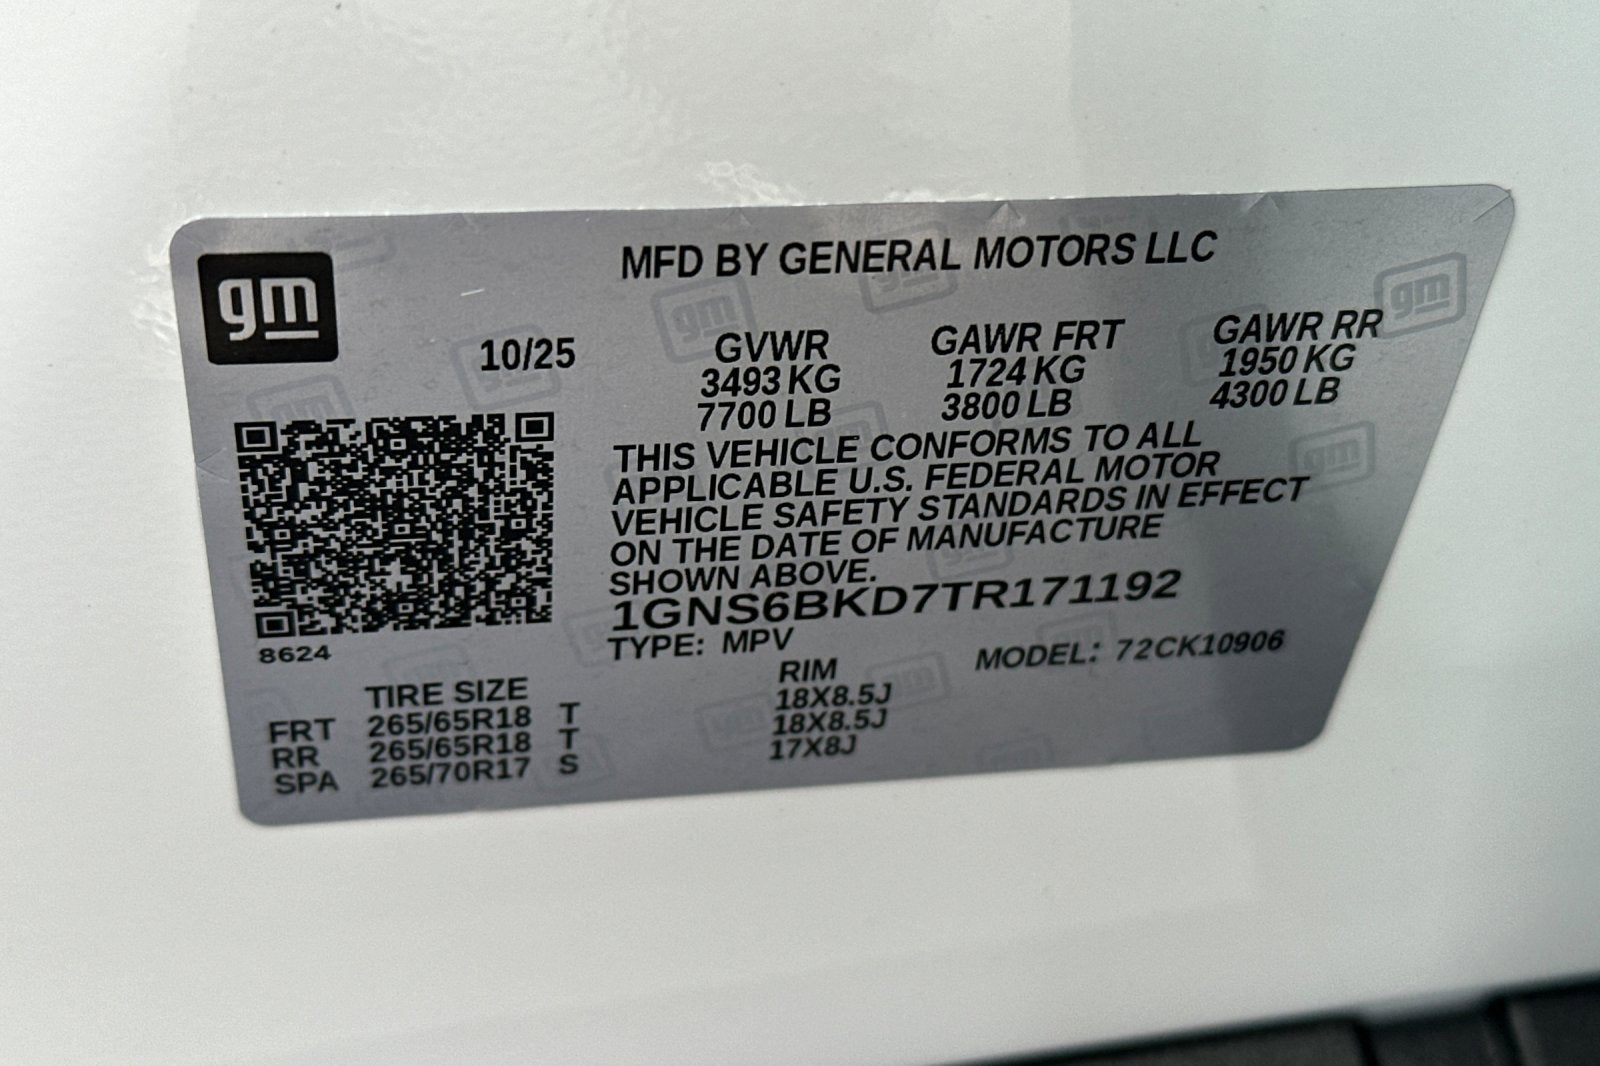 gm
MFD BY GENERAL MOTORS LLC
10/25
GVWR GAWR FRT GAWR RR
3493 KG 1724 KG 1950 KG
7700 LB 3800 LB 4300 LB
THIS VEHICLE CONFORMS TO ALL
APPLICABLE U.S. FEDERAL MOTOR
VEHICLE SAFETY STANDARDS IN EFFECT
ON THE DATE OF MANUFACTURE
SHOWN ABOVE.
1GNS6BKD7TR171192
TYPE: MPV MODEL: 72CK10906
8624
TIRE SIZE RIM
FRT 265/65R18 T 18X8.5J
RR 265/65R18 T 18X8.5J
SPA 265/70R17 S 17X8J